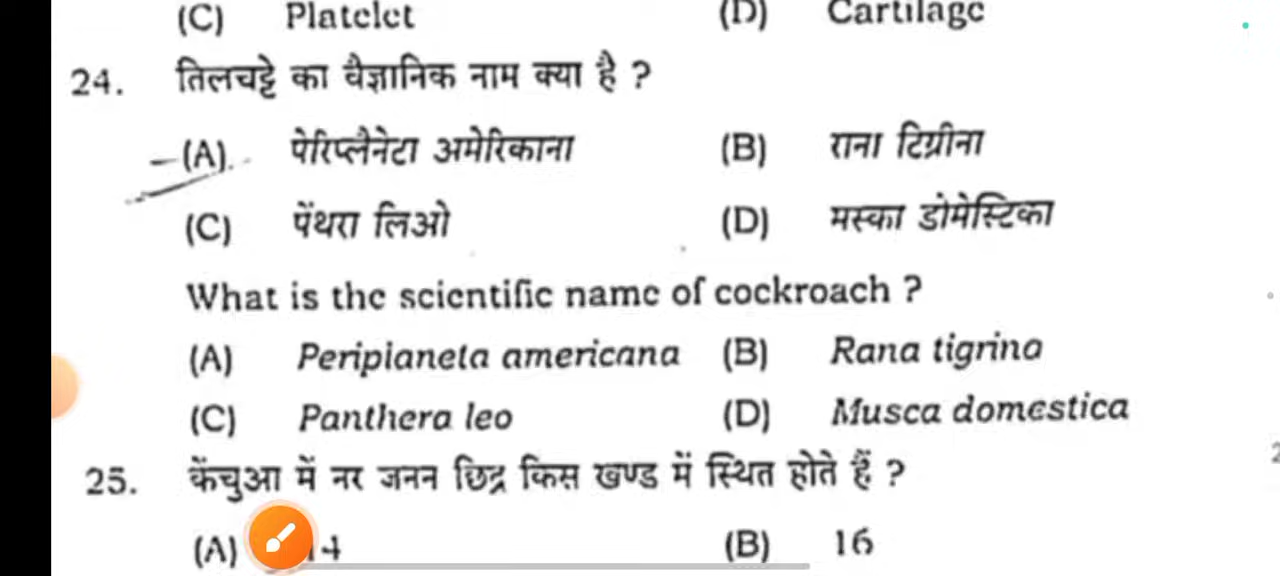 (C) Platelet (D) Cartilage
24. तिलचट्टे का वैज्ञानिक नाम क्या है ?
(A) पेरिप्लैनेटा अमेरिकाना (B) राना टिग्रीना
(C) पेंथरा लिओ (D) मस्का डोमेस्टिका
What is the scientific name of cockroach ?
(A) Periplaneta americana (B) Rana tigrina
(C) Panthera leo (D) Musca domestica
25. केंचुआ में नर जनन छिद्र किस खण्ड में स्थित होते हैं ?
(A) 14 (B) 16